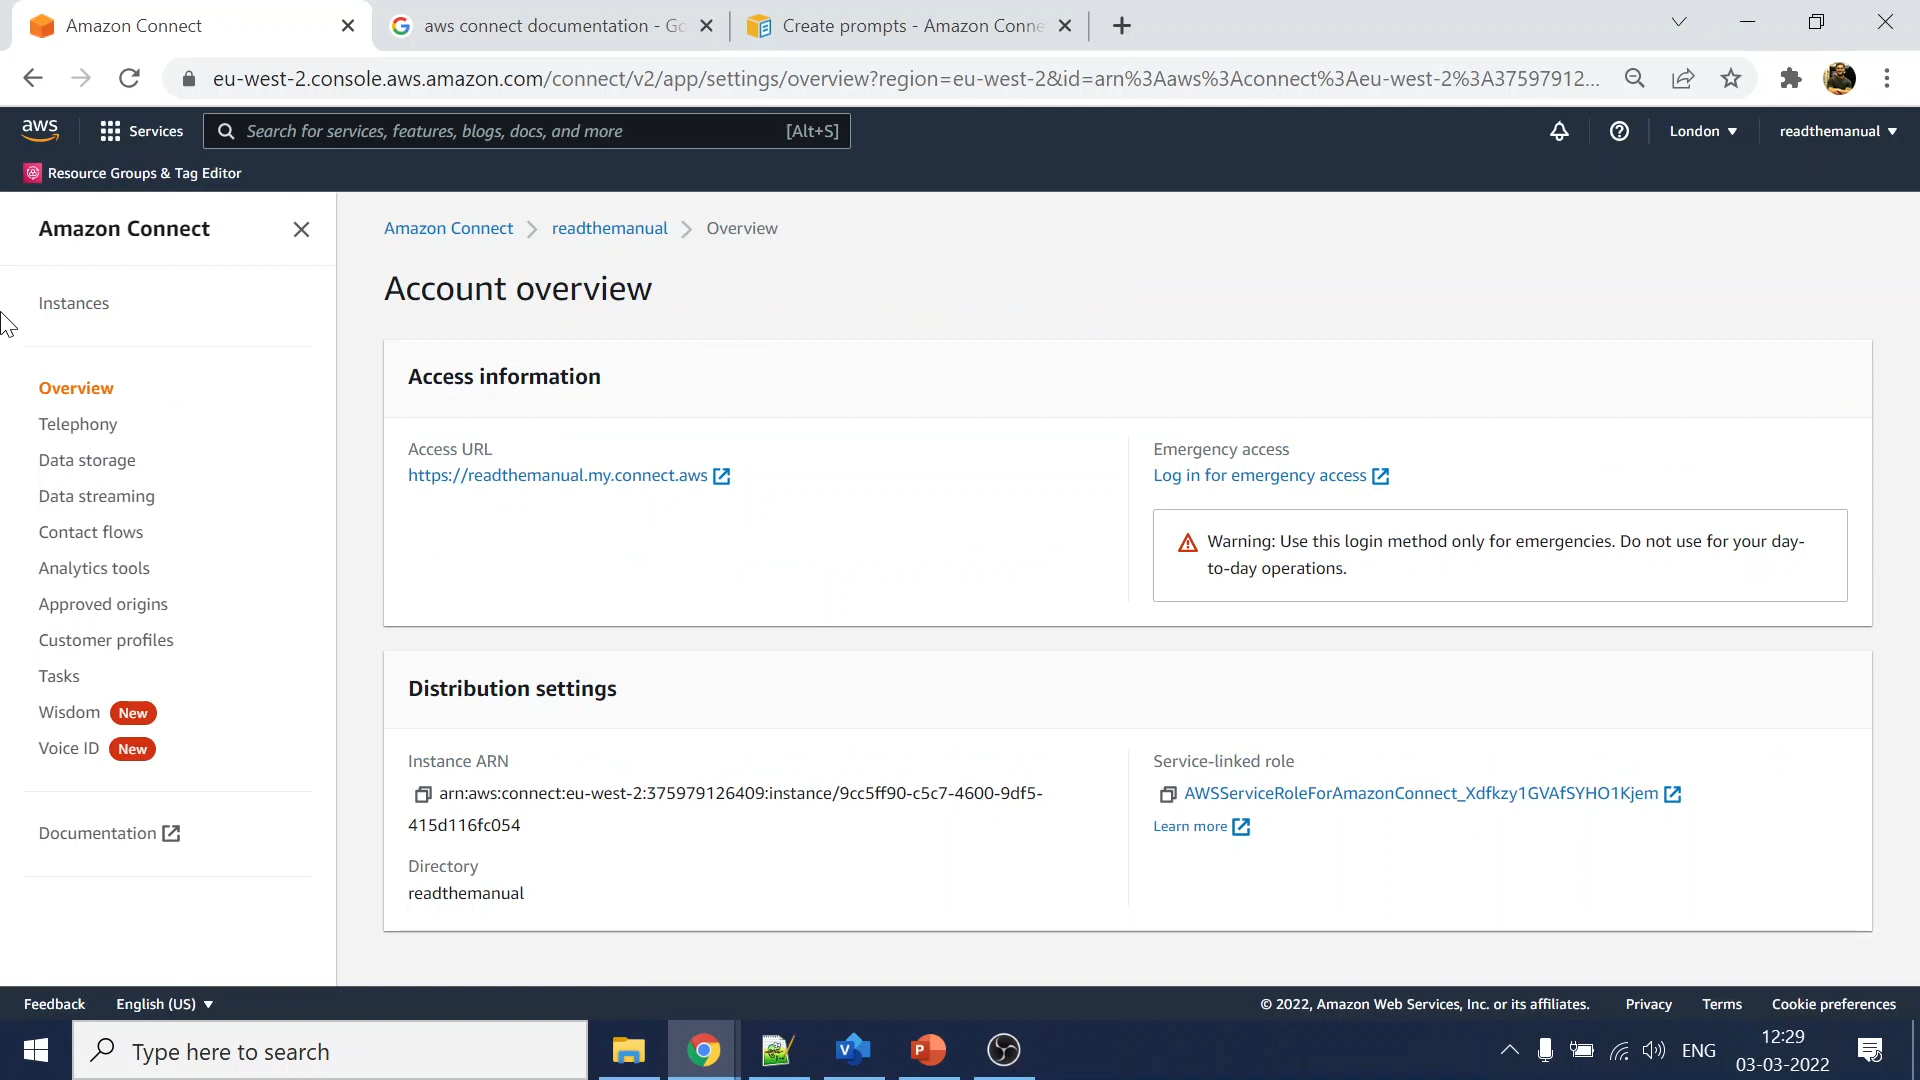 Amazon Connect
aws connect documentation - Go
Create prompts - Amazon Conne
eu-west-2.console.aws.amazon.com/connect/v2/app/settings/overview?region=eu-west-2&id=arn%3Aaws%3Aconnect%3Aeu-west-2%3A37597912...
aws
Services
Search for services, features, blogs, docs, and more
[Alt+S]
London
readthemanual
Resource Groups & Tag Editor
Amazon Connect
Instances
Overview
Telephony
Data storage
Data streaming
Contact flows
Analytics tools
Approved origins
Customer profiles
Tasks
Wisdom New
Voice ID New
Documentation
Amazon Connect
readthemanual
Overview
Account overview
Access information
Access URL
https://readthemanual.my.connect.aws
Emergency access
Log in for emergency access
Warning: Use this login method only for emergencies. Do not use for your day-
to-day operations.
Distribution settings
Instance ARN
arn:aws:connect:eu-west-2:375979126409:instance/9cc5ff90-c5c7-4600-9df5-
415d116fc054
Directory
readthemanual
Service-linked role
AWSServiceRoleForAmazonConnect_Xdfkzy1GVAfSYHO1Kjem
Learn more
Feedback
English (US)
© 2022, Amazon Web Services, Inc. or its affiliates.
Privacy
Terms
Cookie preferences
Type here to search
ENG
12:29
03-03-2022